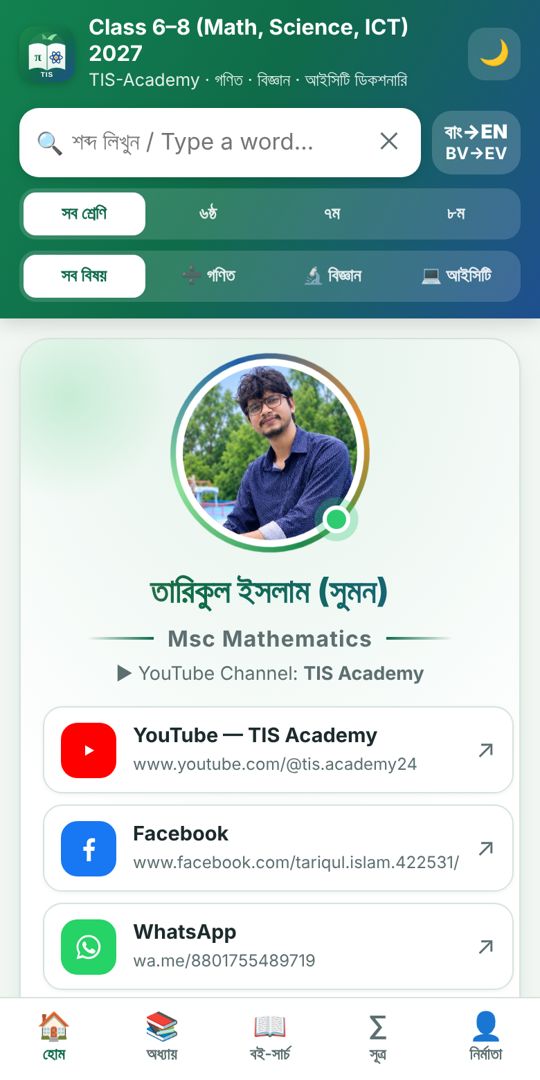 Class 6–8 (Math, Science, ICT)
2027
TIS-Academy · গণিত · বিজ্ঞান · আইসিটি ডিকশনারি
π
TIS
শব্দ লিখুন / Type a word...
বাং→EN
BV→EV
সব শ্রেণি ৬ষ্ঠ ৭ম ৮ম
সব বিষয় গণিত বিজ্ঞান আইসিটি
তারিকুল ইসলাম (সুমন)
Msc Mathematics
▶ YouTube Channel: TIS Academy
YouTube — TIS Academy
www.youtube.com/@tis.academy24
Facebook
www.facebook.com/tariqul.islam.422531/
WhatsApp
wa.me/8801755489719
হোম অধ্যায় বই-সার্চ সূত্র নির্মাতা